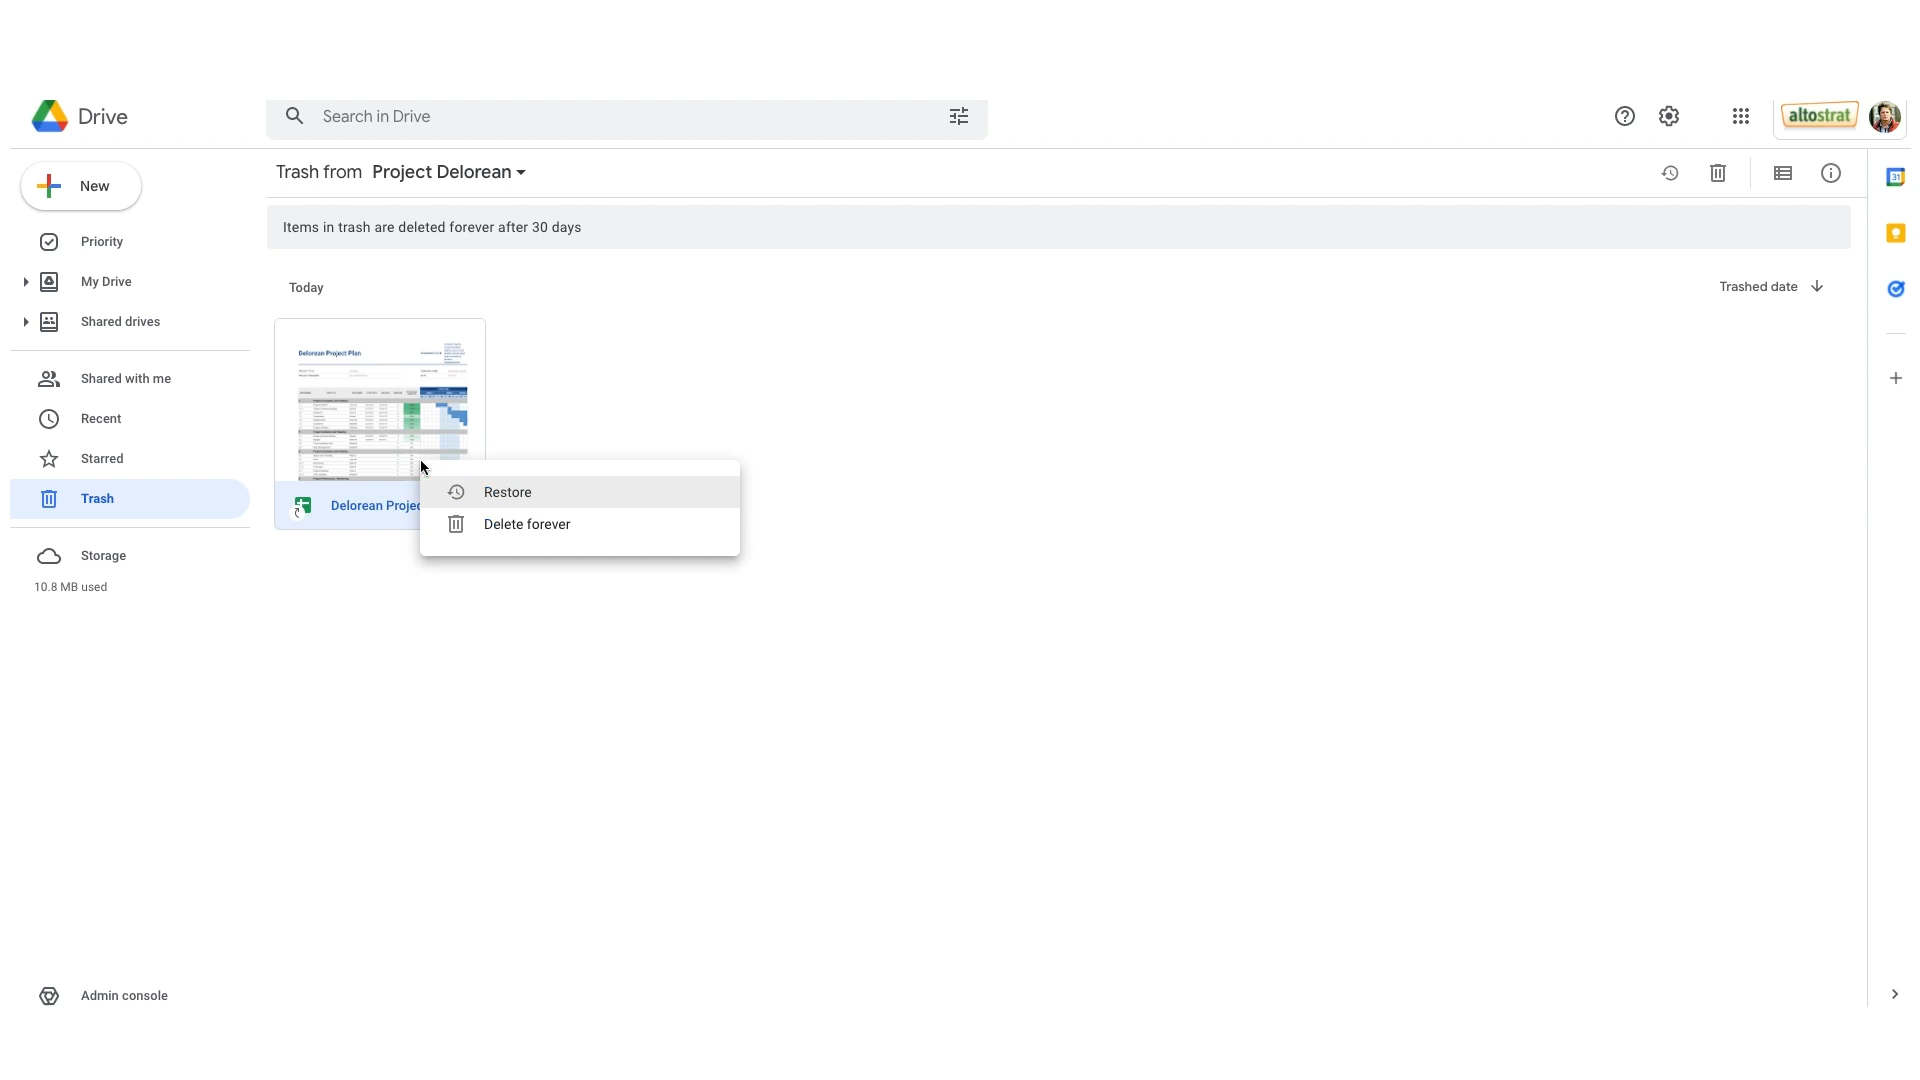 Drive
Search in Drive
altostrat
New
Trash from Project Delorean
Items in trash are deleted forever after 30 days
Priority
My Drive
Shared drives
Shared with me
Recent
Starred
Trash
Storage
10.8 MB used
Admin console
Today
Trashed date
Delorean Project Plan
Delorean Projec
Restore
Delete forever
31